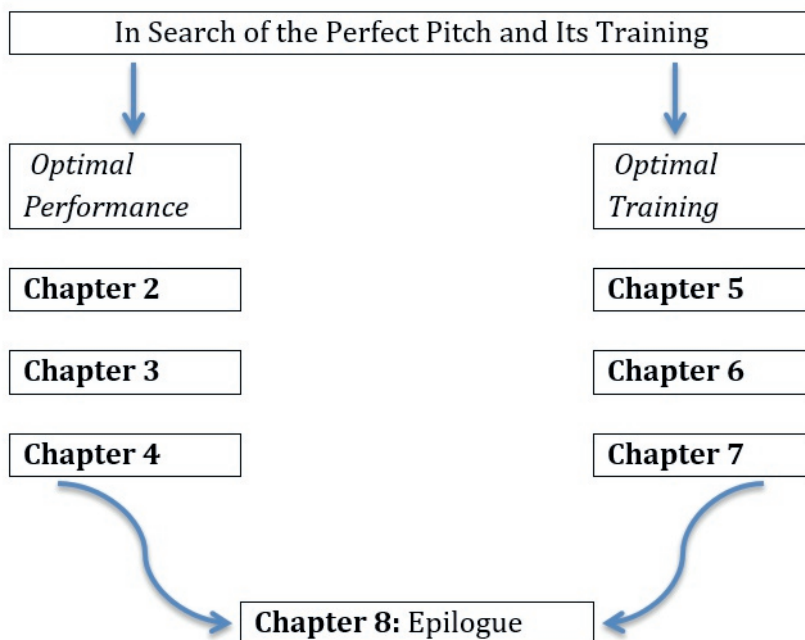 In Search of the Perfect Pitch and Its Training
Optimal
Performance
Chapter 2
Chapter 3
Chapter 4
Optimal
Training
Chapter 5
Chapter 6
Chapter 7
Chapter 8: Epilogue